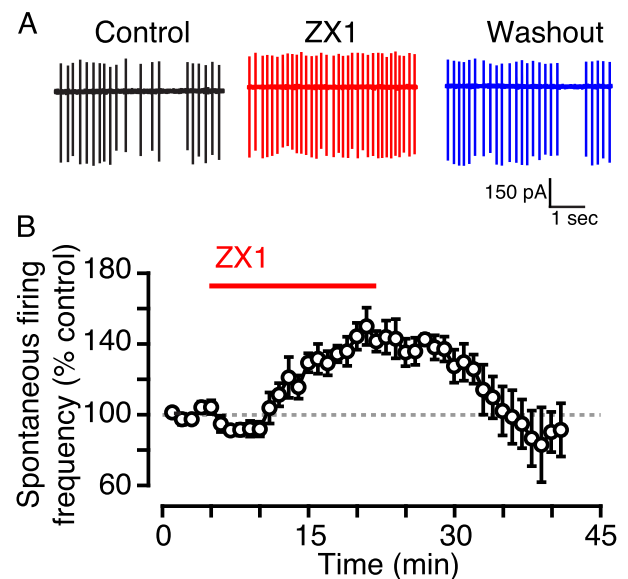 A
Control
ZX1
Washout
150 pA
1 sec
B
Spontaneous firing
frequency (% control)
180
140
100
60
ZX1
0
15
30
45
Time (min)